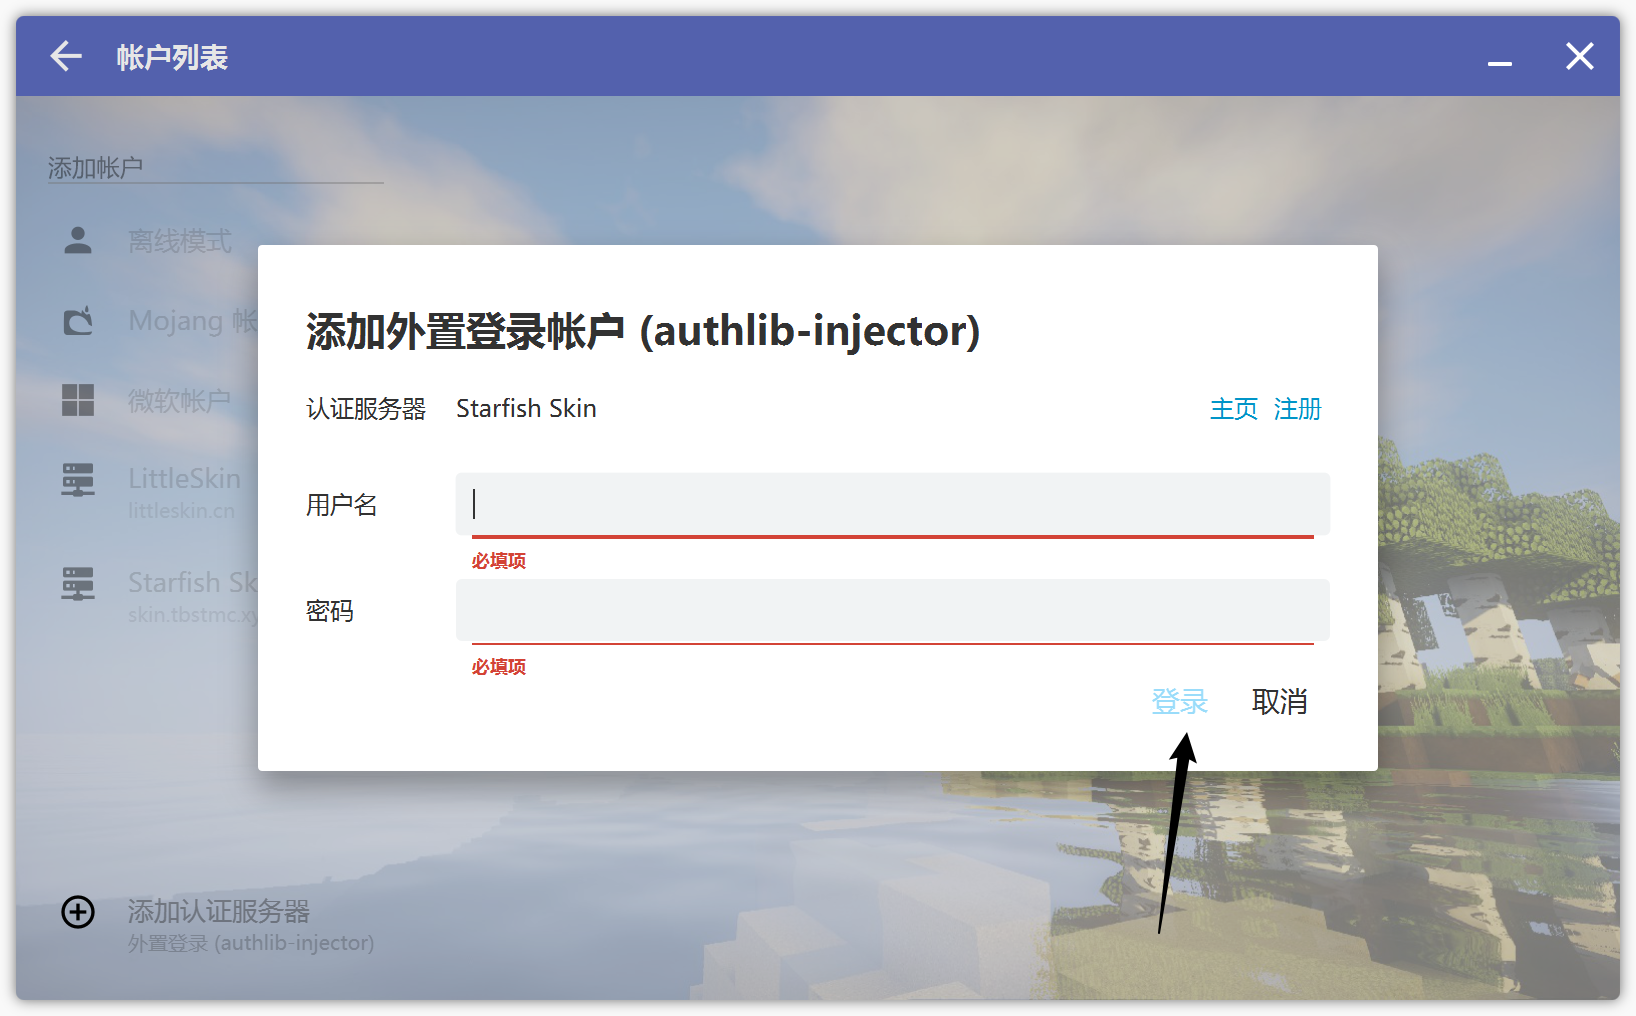 帐户列表
添加帐户
离线模式
Mojang 帐
微软帐户
LittleSkin
littleskin.cn
Starfish Sk
skin.tbstmc.xy
添加认证服务器
外置登录 (authlib-injector)
添加外置登录帐户 (authlib-injector)
认证服务器 Starfish Skin 主页 注册
用户名
必填项
密码
必填项
登录 取消